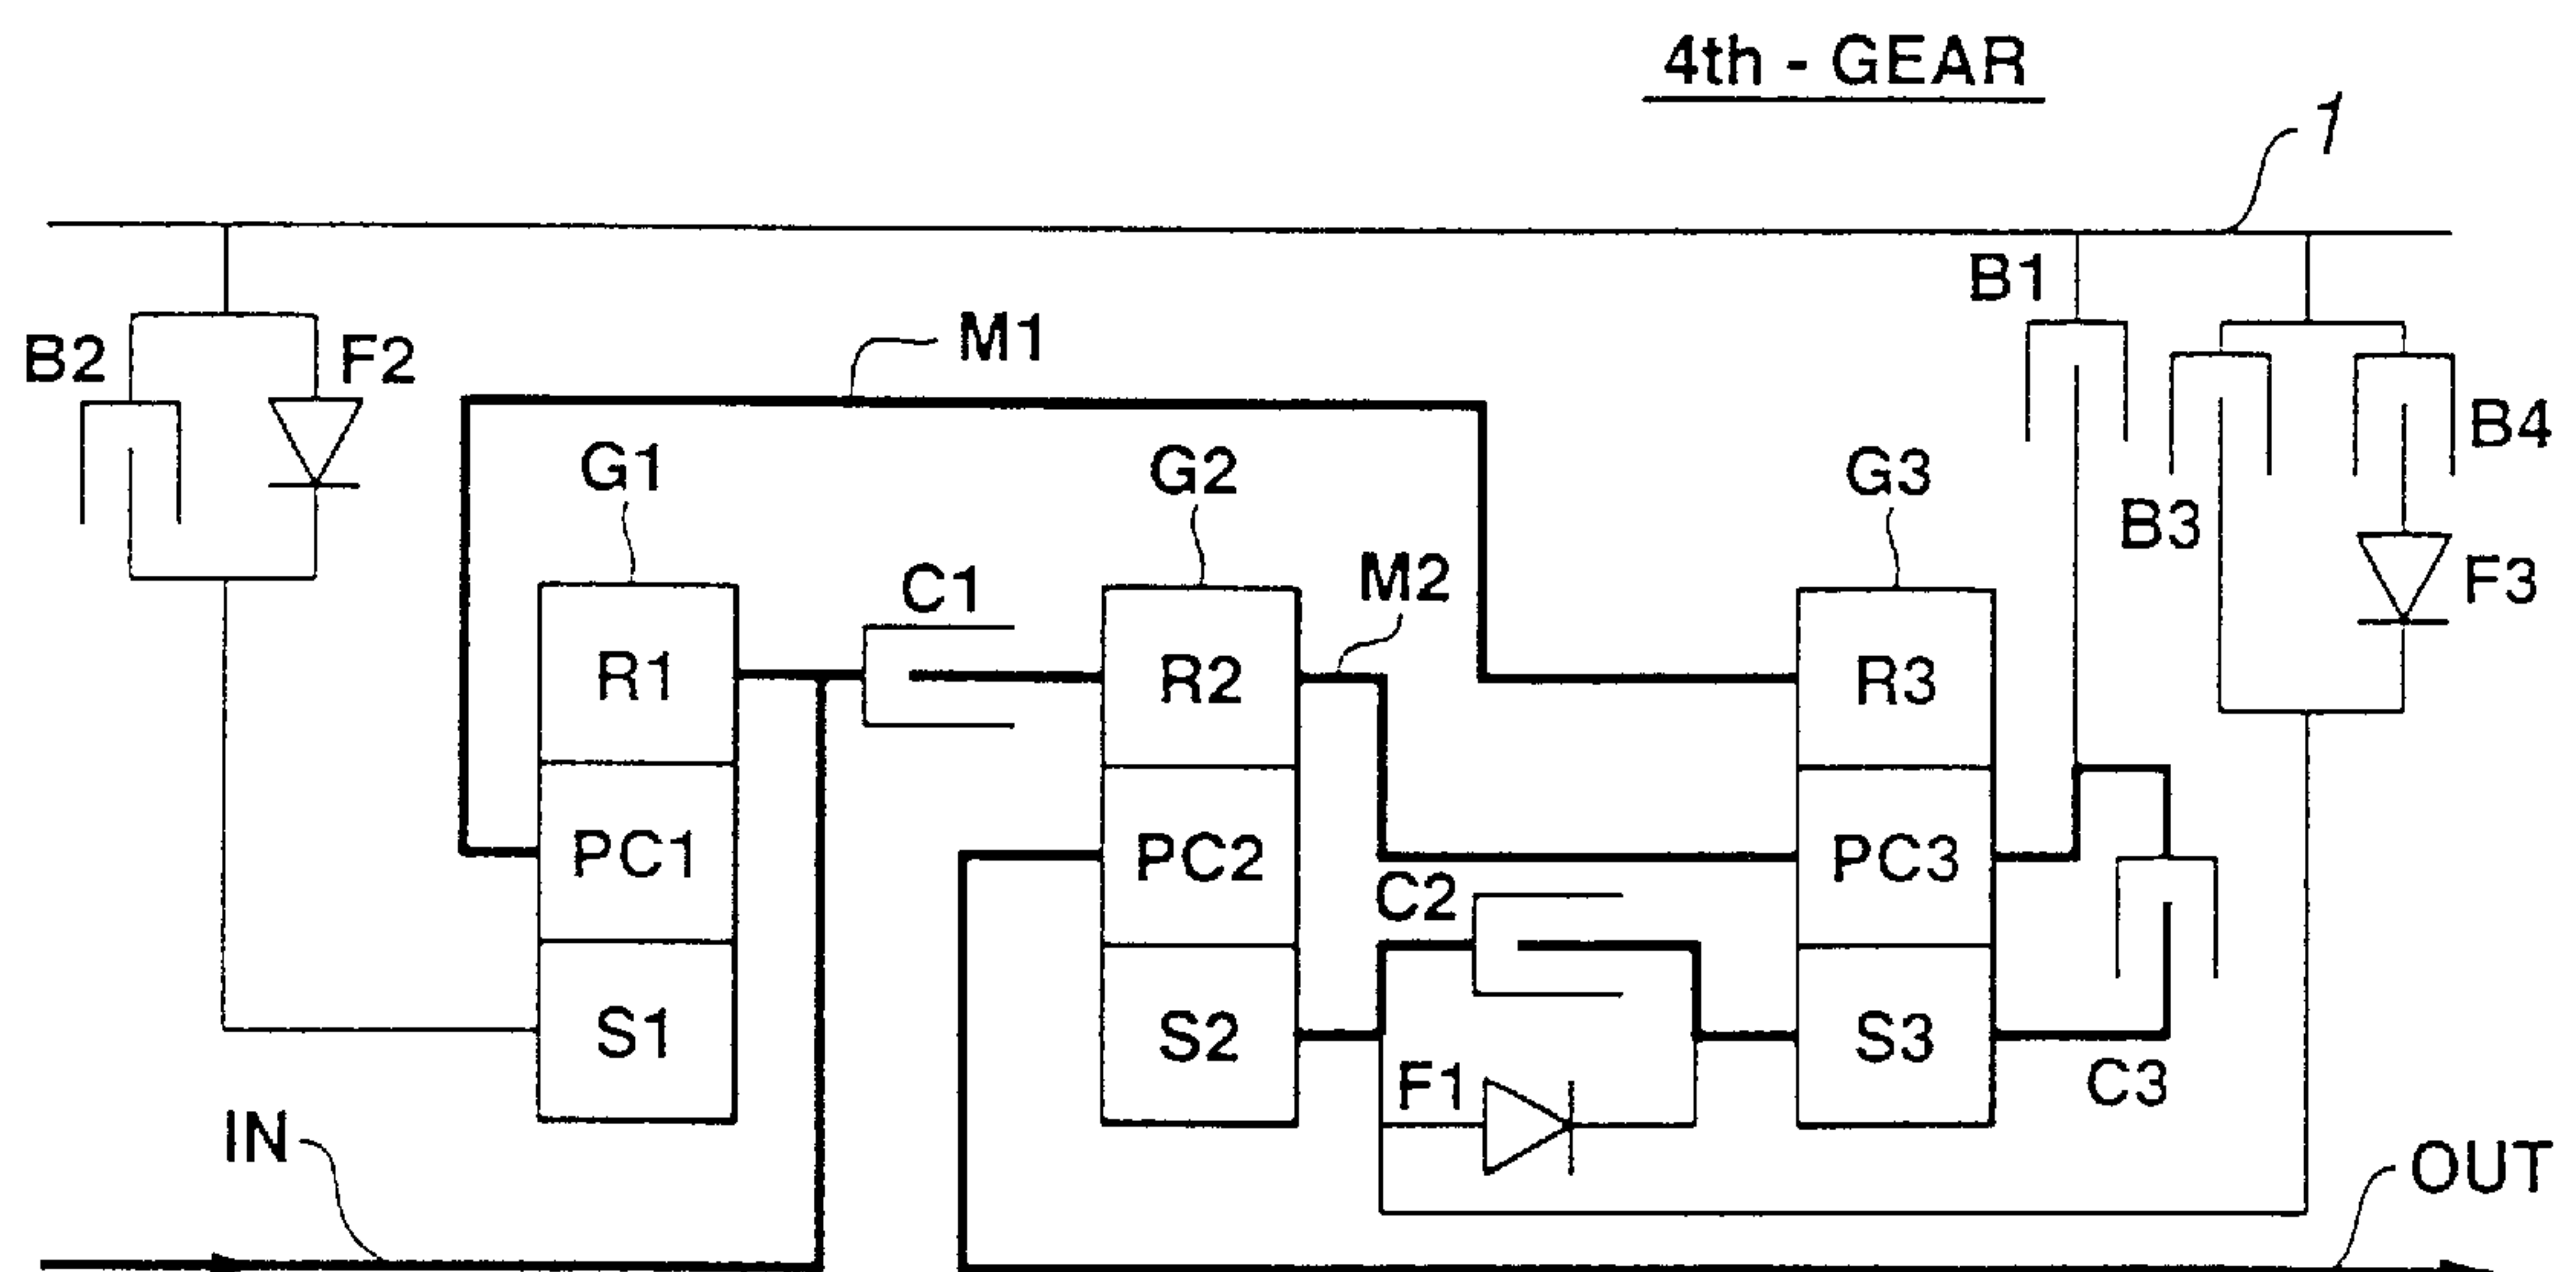 4th - GEAR
1
B1
B2
F2
M1
B4
G1
G2
G3
B3
M2
F3
C1
R1
R2
R3
PC1
PC2
PC3
C2
S1
S2
S3
F1
C3
IN
OUT